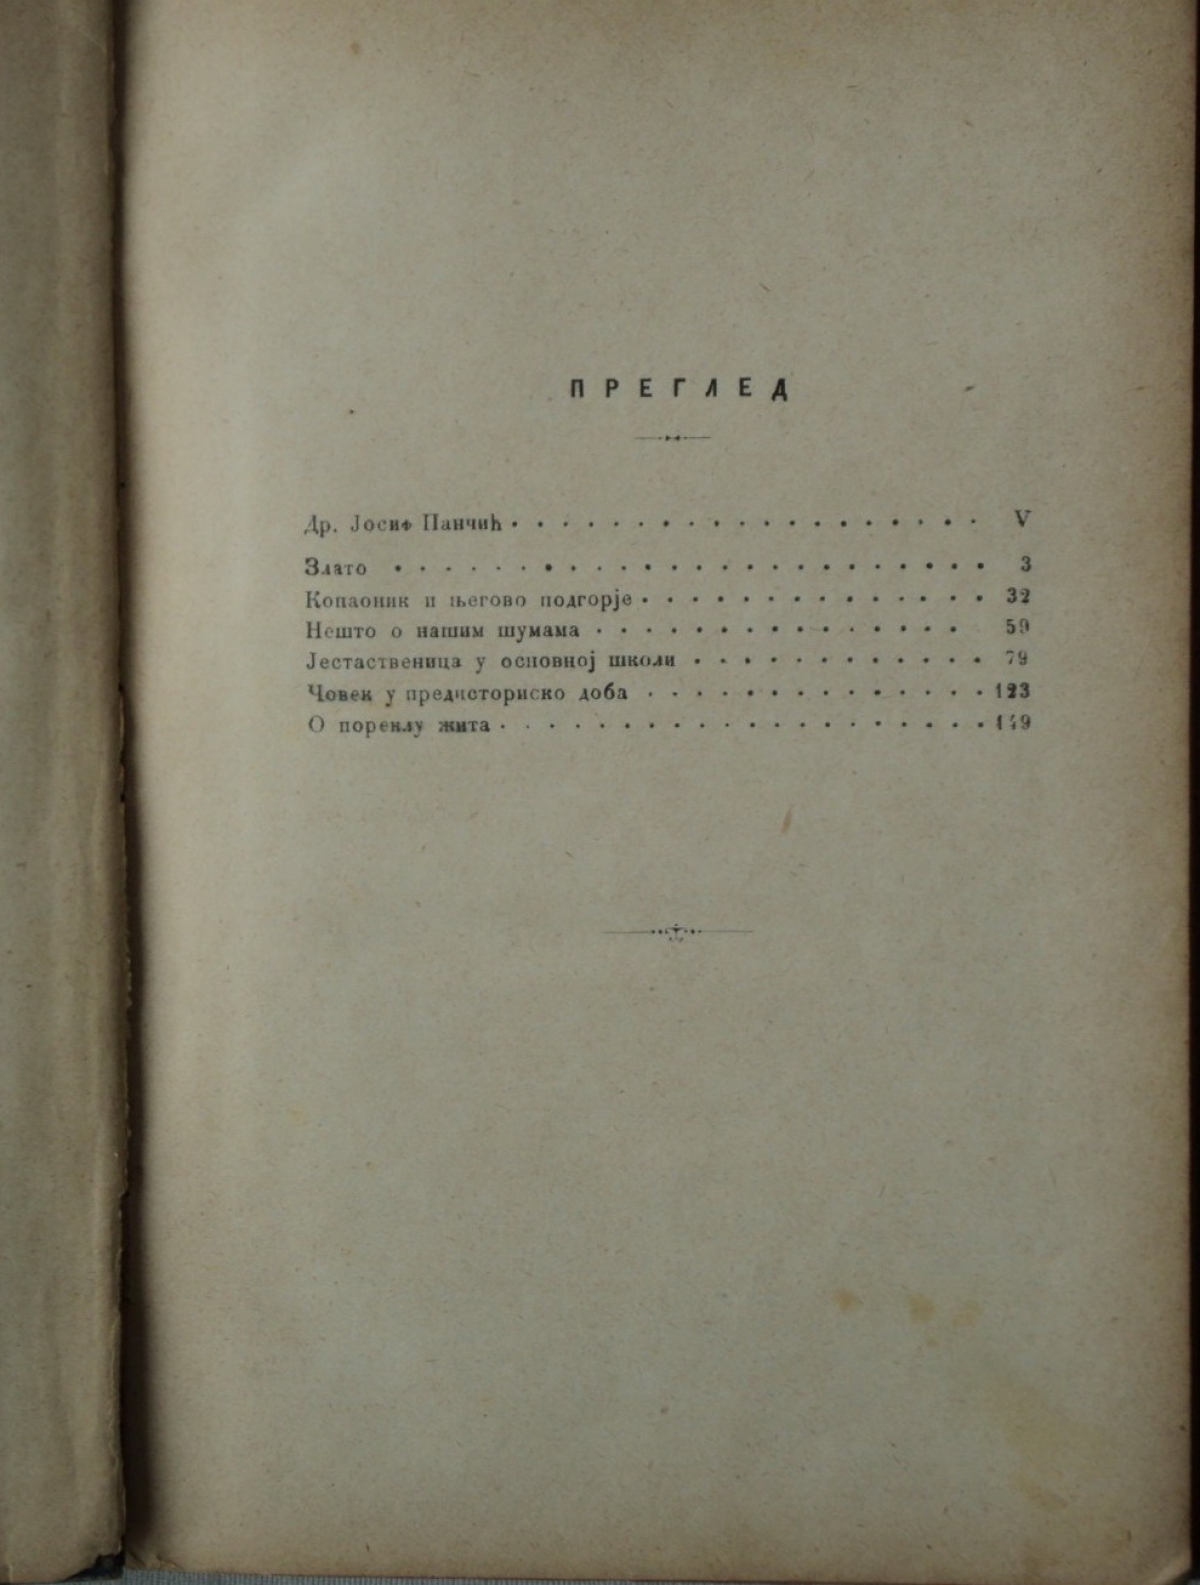 ПРЕГЛЕД
Др. Јосиф Панчић . . . . . . . . . . . . . . . . . . . V
Злато . . . . . . . . . . . . . . . . . . . . . . . . 3
Копаоник и његово подгорје . . . . . . . . . . . . . . 32
Нешто о нашим шумама . . . . . . . . . . . . . . . 59
Јестаственица у основној школи . . . . . . . . . . . . 79
Човек у предисториско доба . . . . . . . . . . . . . . 123
О пореклу жита . . . . . . . . . . . . . . . . . . . . 149